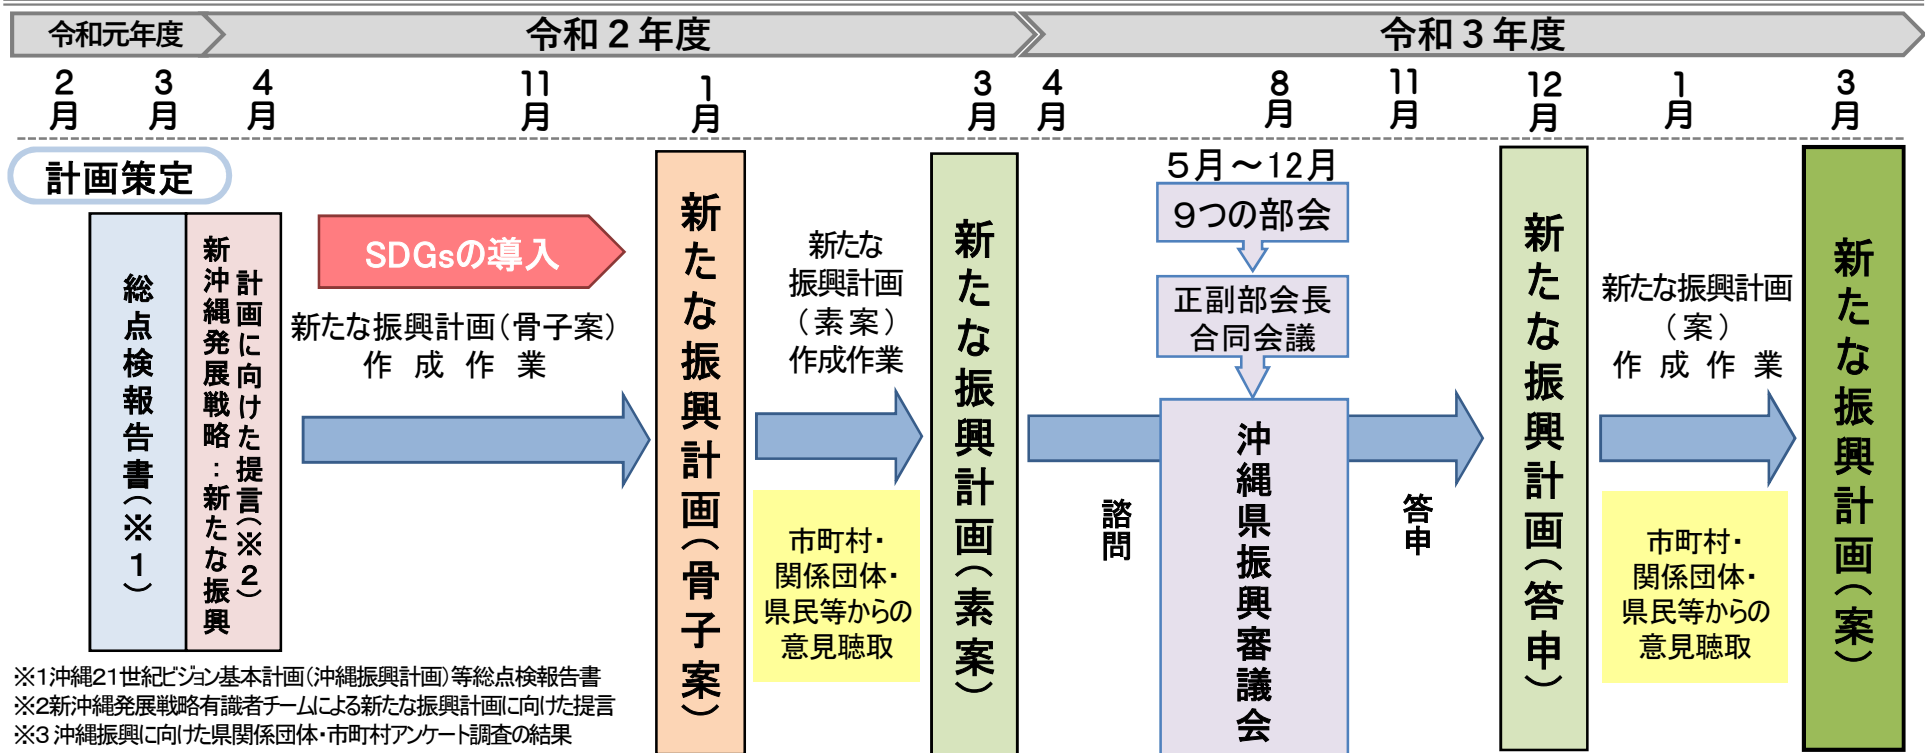 令和元年度
令和２年度
令和３年度
2月
3月
4月
11月
1月
3月
4月
8月
11月
12月
1月
3月
計画策定
総点検報告書（※１）
新沖縄発展戦略：新たな振興
計画に向けた提言（※２）
SDGsの導入
新たな振興計画（骨子案）
作成作業
新たな振興計画（骨子案）
新たな
振興計画
（素案）
作成作業
市町村・
関係団体・
県民等からの
意見聴取
新たな振興計画（素案）
諮問
5月～12月
9つの部会
正副部会長
合同会議
沖縄県振興審議会
答申
新たな振興計画（答申）
新たな振興計画
（案）
作成作業
市町村・
関係団体・
県民等からの
意見聴取
新たな振興計画（案）
※1沖縄21世紀ビジョン基本計画（沖縄振興計画）等総点検報告書
※2新沖縄発展戦略有識者チームによる新たな振興計画に向けた提言
※3沖縄振興に向けた県関係団体・市町村アンケート調査の結果